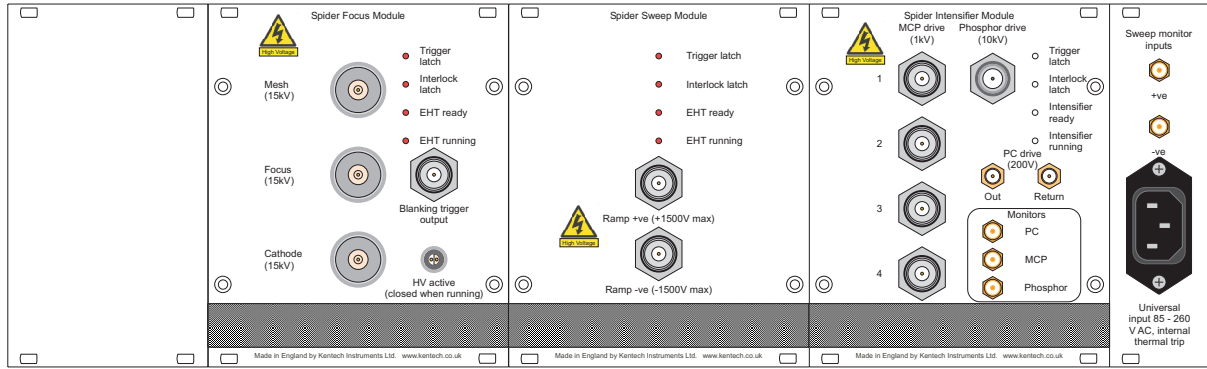 Spider Focus Module
High Voltage
Mesh
(15kV)
Focus
(15kV)
Cathode
(15kV)
Trigger
latch
Interlock
latch
EHT ready
EHT running
Blanking trigger
output
HV active
(closed when running)
Made in England by Kentech Instruments Ltd. www.kentech.co.uk
Spider Sweep Module
Trigger latch
Interlock latch
EHT ready
EHT running
Ramp +ve (+1500V max)
High Voltage
Ramp -ve (-1500V max)
Made in England by Kentech Instruments Ltd. www.kentech.co.uk
Spider Intensifier Module
MCP drive
(1kV)
Phosphor drive
(10kV)
High Voltage
1
2
3
4
Trigger
latch
Interlock
latch
Intensifier
ready
Intensifier
running
PC drive
(200V)
Out
Return
Monitors
PC
MCP
Phosphor
Made in England by Kentech Instruments Ltd. www.kentech.co.uk
Sweep monitor
inputs
+ve
-ve
Universal
input 85 - 260
V AC, internal
thermal trip